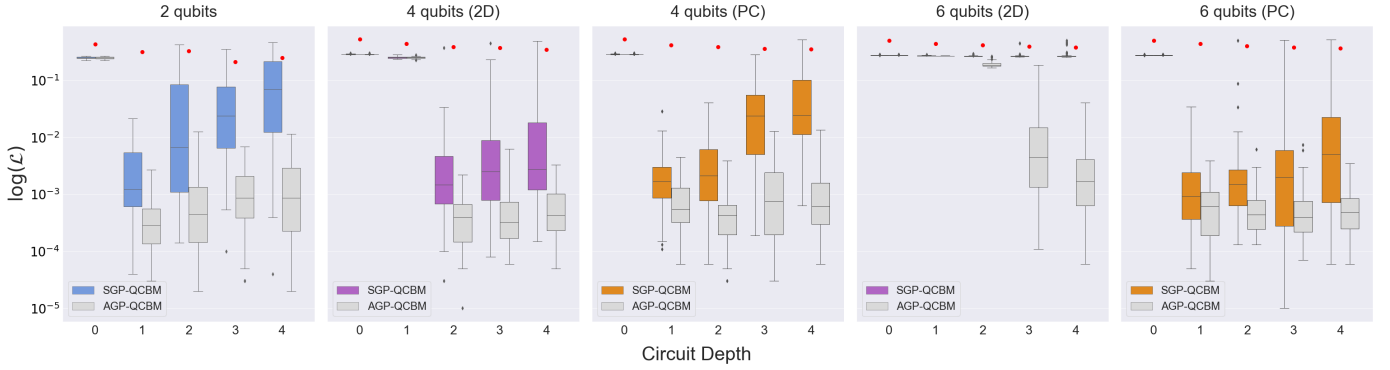 2 qubits
4 qubits (2D)
4 qubits (PC)
6 qubits (2D)
6 qubits (PC)
log(ℒ)
10⁻¹
10⁻²
10⁻³
10⁻⁴
10⁻⁵
SGP-QCBM
AGP-QCBM
SGP-QCBM
AGP-QCBM
SGP-QCBM
AGP-QCBM
SGP-QCBM
AGP-QCBM
SGP-QCBM
AGP-QCBM
0 1 2 3 4
0 1 2 3 4
0 1 2 3 4
0 1 2 3 4
0 1 2 3 4
Circuit Depth